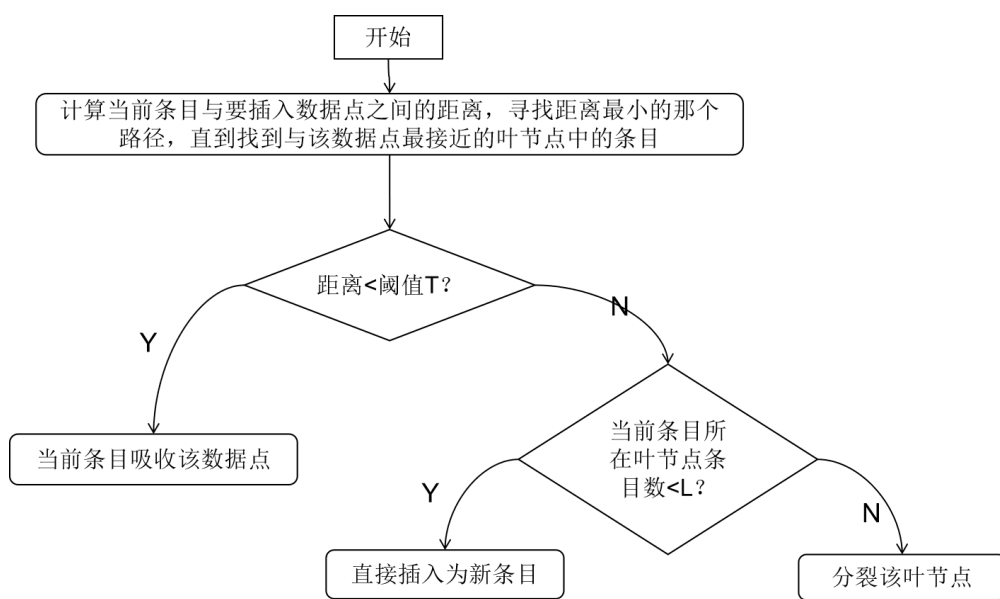 开始
计算当前条目与要插入数据点之间的距离，寻找距离最小的那个
路径，直到找到与该数据点最接近的叶节点中的条目
距离<阈值T？
N
Y
当前条目所
在叶节点条
目数<L？
当前条目吸收该数据点
Y
N
直接插入为新条目
分裂该叶节点